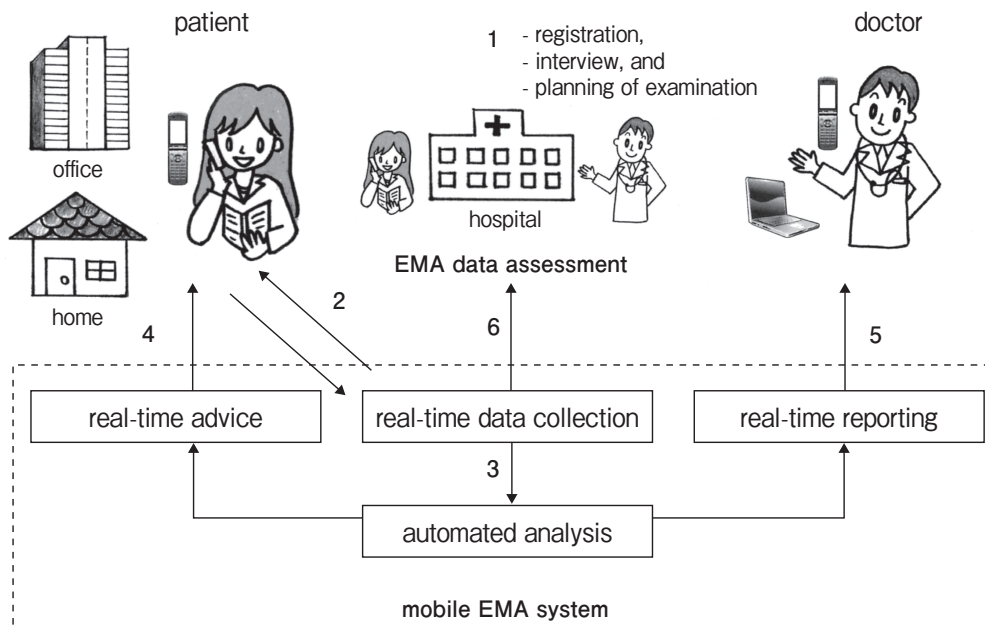 patient
1 - registration,
- interview, and
- planning of examination
doctor
office
hospital
EMA data assessment
home
2
4
6
5
real-time advice
real-time data collection
real-time reporting
3
automated analysis
mobile EMA system